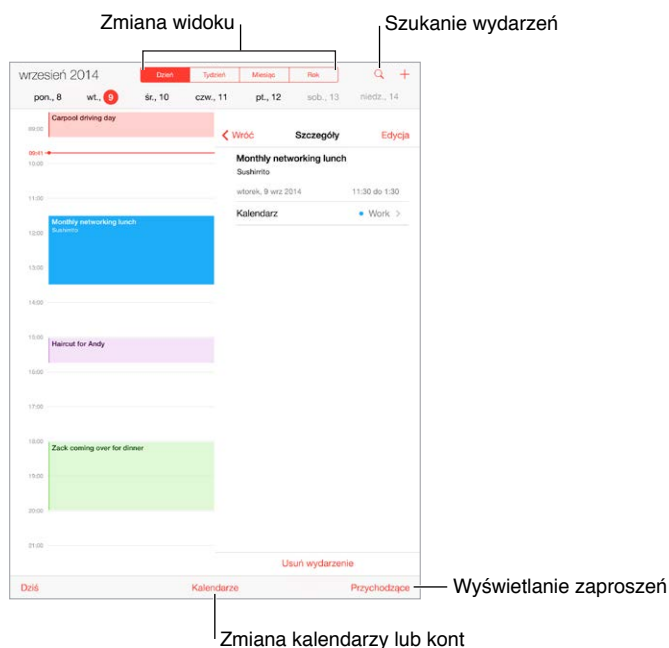 Zmiana widoku
Szukanie wydarzeń
wrzesień 2014
Dzień Tydzień Miesiąc Rok
pon., 8 wt., 9 śr., 10 czw., 11 pt., 12 sob., 13 niedz., 14
Carpool driving day
09:00
Wróć Szczegóły Edycja
09:41
10:00
Monthly networking lunch
Sushirrito
wtorek, 9 wrz 2014 11:30 do 1:30
11:00
Kalendarz Work
Monthly networking lunch
Sushirrito
12:00
13:00
14:00
15:00
Haircut for Andy
16:00
17:00
18:00
Zack coming over for dinner
19:00
20:00
21:00
Usuń wydarzenie
Dziś Kalendarze Przychodzące
Wyświetlanie zaproszeń
Zmiana kalendarzy lub kont